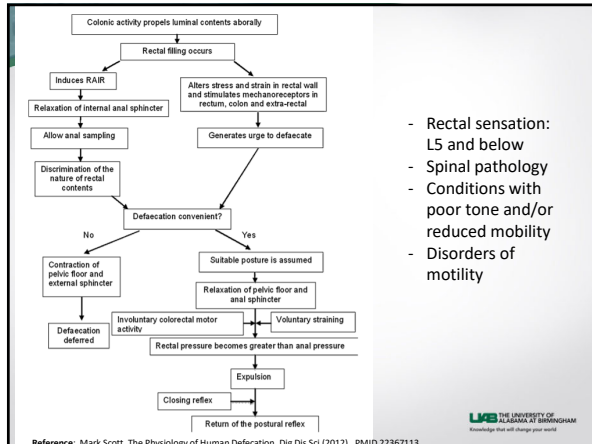 Colonic activity propels luminal contents aborally
Rectal filling occurs
Induces RAIR
Relaxation of internal anal sphincter
Allow anal sampling
Discrimination of the
nature of rectal
contents
Alters stress and strain in rectal wall
and stimulates mechanoreceptors in
rectum, colon and extra-rectal
Generates urge to defaecate
Defaecation convenient?
No
Yes
Contraction of
pelvic floor and
external sphincter
Defaecation
deferred
Suitable posture is assumed
Relaxation of pelvic floor and
anal sphincter
Involuntary colorectal motor
activity
Voluntary straining
Rectal pressure becomes greater than anal pressure
Expulsion
Closing reflex
Return of the postural reflex
- Rectal sensation:
L5 and below
- Spinal pathology
- Conditions with
poor tone and/or
reduced mobility
- Disorders of
motility
UAB THE UNIVERSITY OF
ALABAMA AT BIRMINGHAM
Knowledge that will change your world
Reference: Mark Scott. The Physiology of Human Defecation. Dig Dis Sci (2012). PMID 22367113